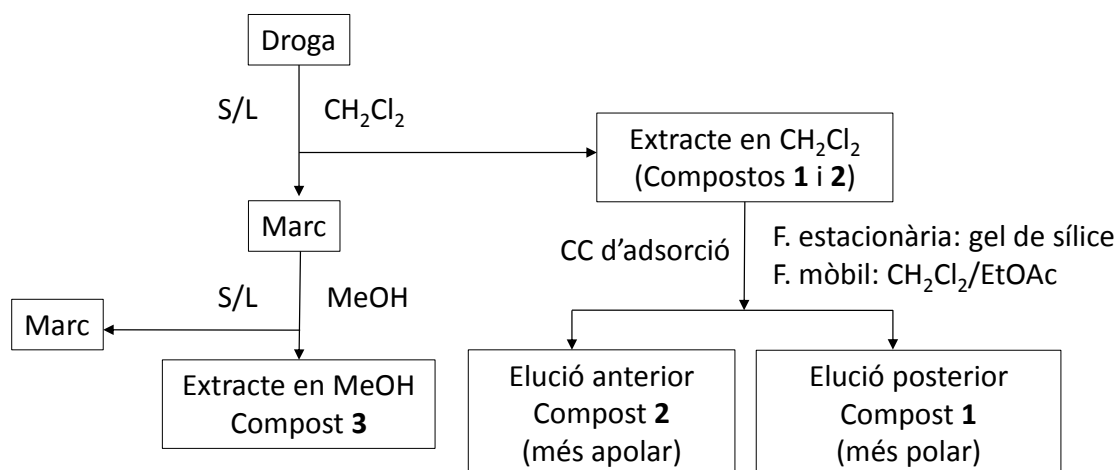 Droga
S/L
CH₂Cl₂
Extracte en CH₂Cl₂
(Compostos 1 i 2)
Marc
CC d'adsorció
F. estacionària: gel de sílice
F. mòbil: CH₂Cl₂/EtOAc
S/L
MeOH
Marc
Extracte en MeOH
Compost 3
Elució anterior
Compost 2
(més apolar)
Elució posterior
Compost 1
(més polar)